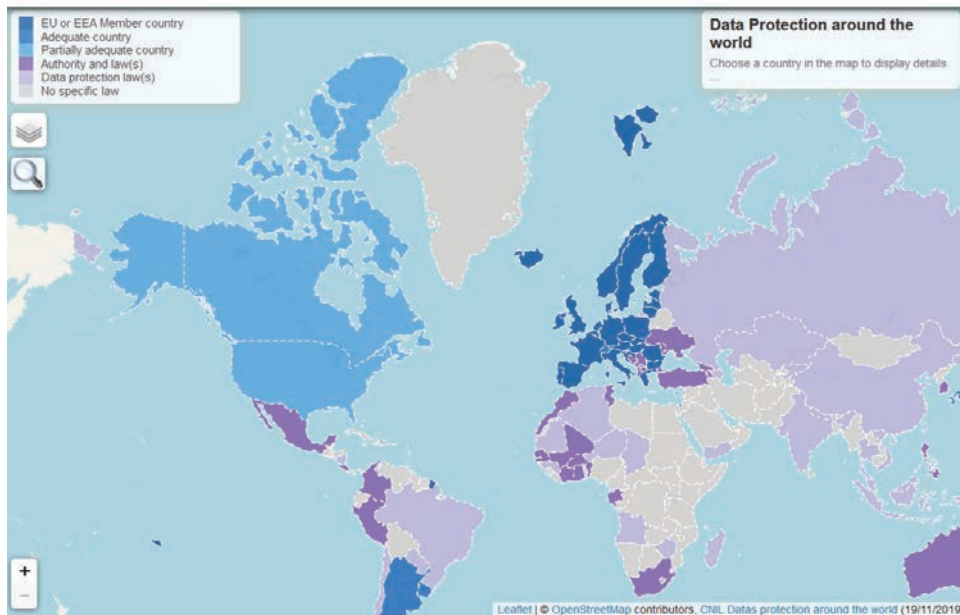 EU or EEA Member country
Adequate country
Partially adequate country
Authority and law(s)
Data protection law(s)
No specific law
Data Protection around the
world
Choose a country in the map to display details
...
+
−
Leaflet | © OpenStreetMap contributors, CNIL Datas protection around the world (19/11/2019